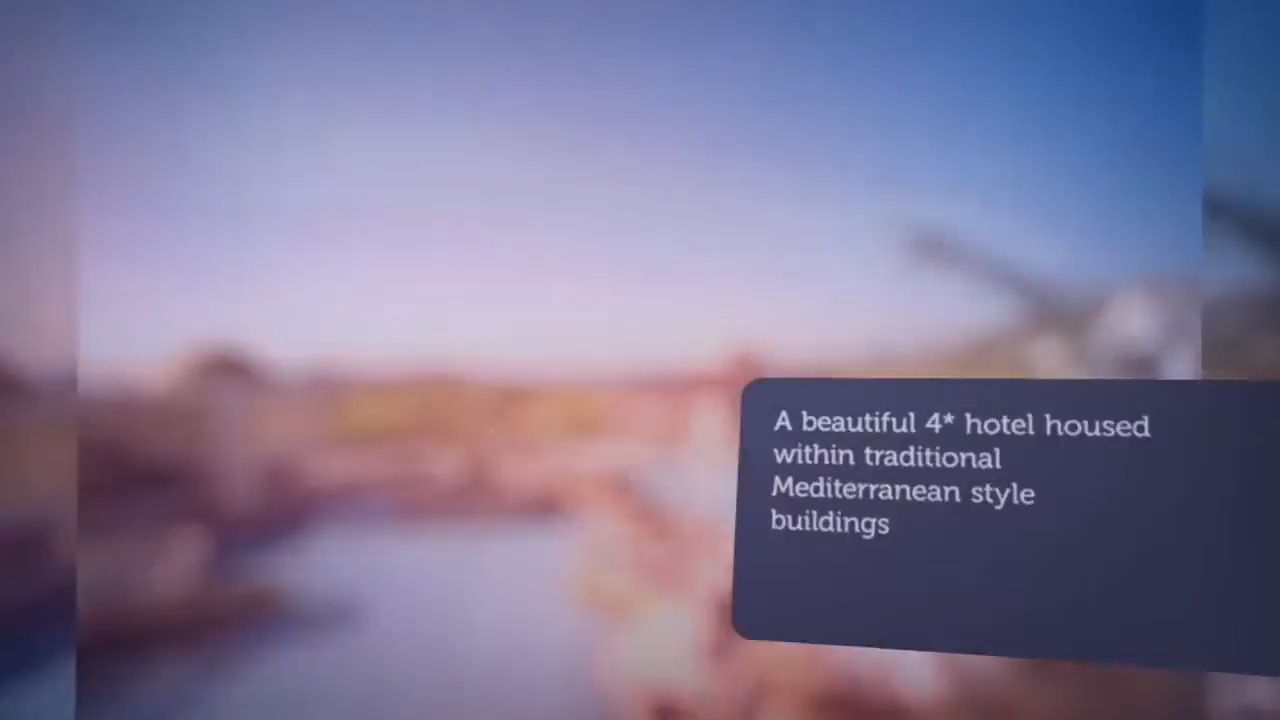 A beautiful 4* hotel housed
within traditional
Mediterranean style
buildings